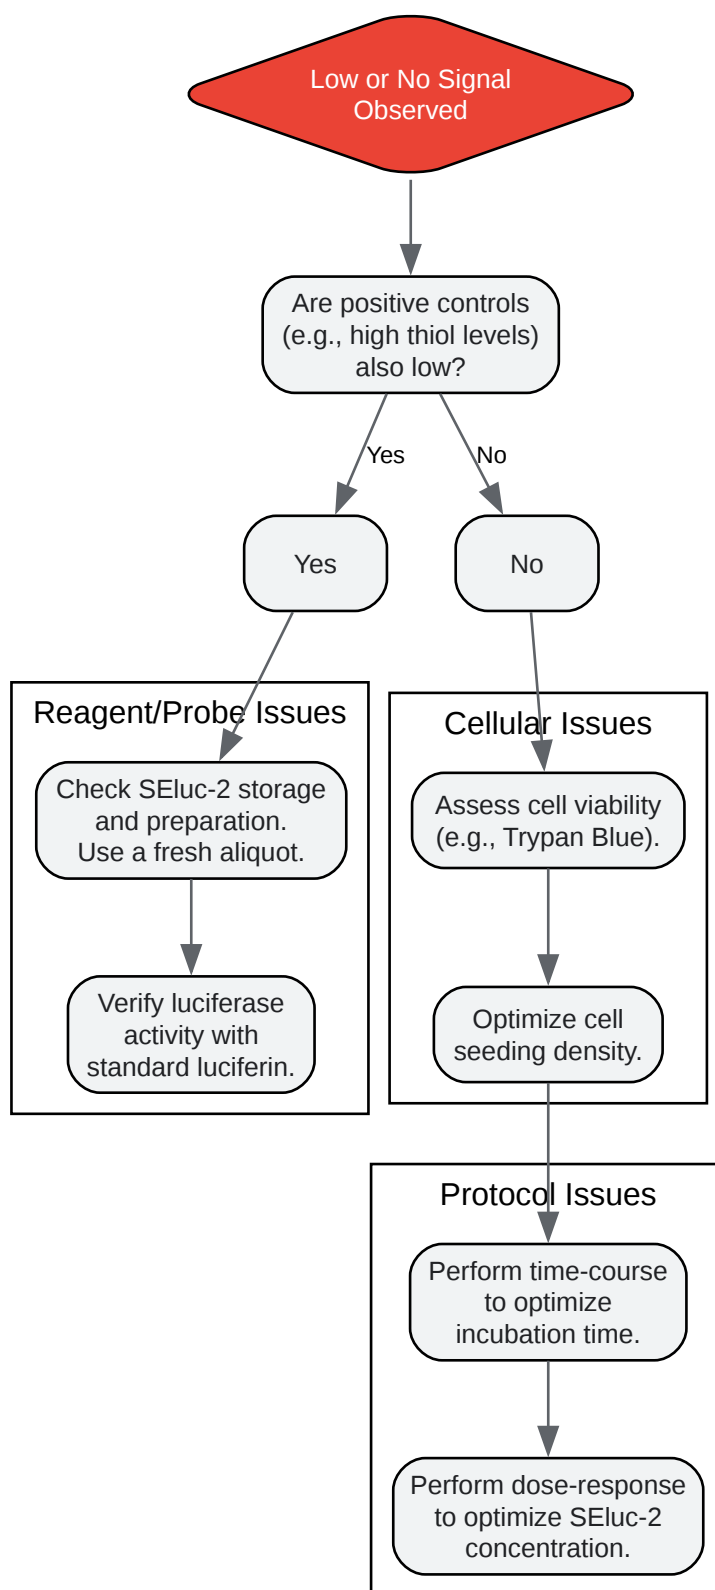 Low or No Signal
Observed
Are positive controls
(e.g., high thiol levels)
also low?
Yes
No
Yes
No
Reagent/Probe Issues
Check SEluc-2 storage
and preparation.
Use a fresh aliquot.
Verify luciferase
activity with
standard luciferin.
Cellular Issues
Assess cell viability
(e.g., Trypan Blue).
Optimize cell
seeding density.
Protocol Issues
Perform time-course
to optimize
incubation time.
Perform dose-response
to optimize SEluc-2
concentration.